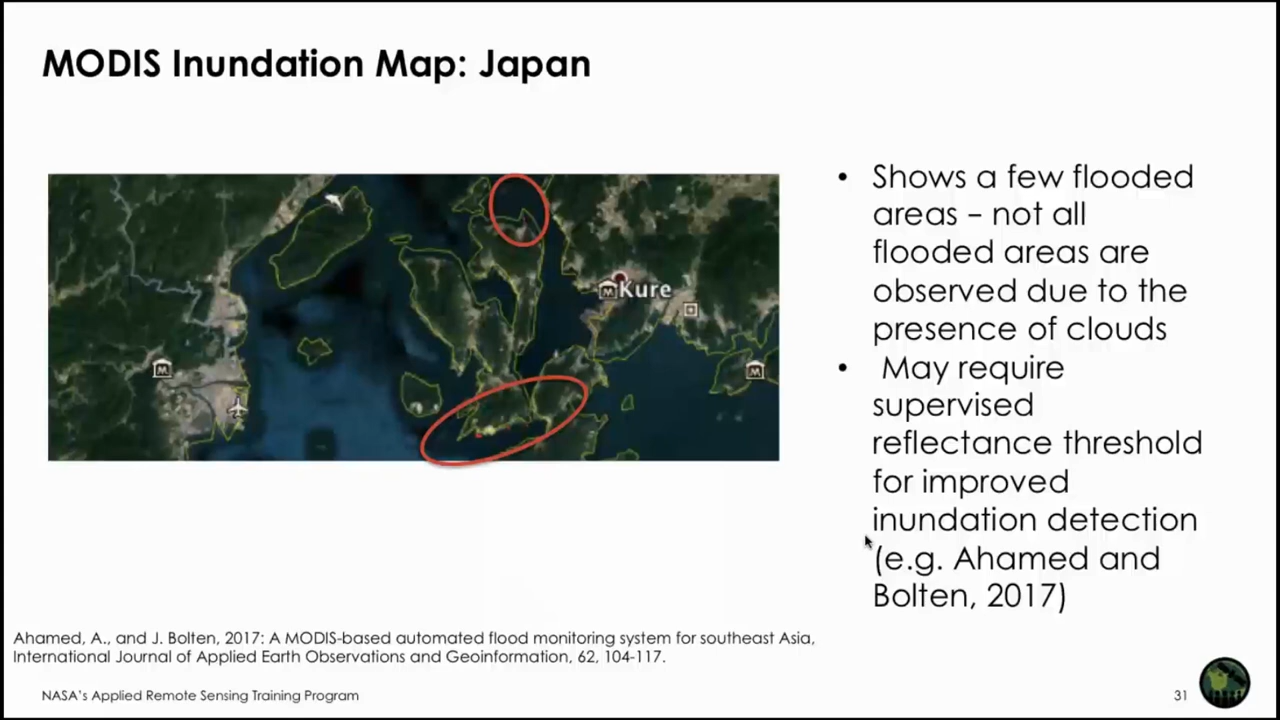 MODIS Inundation Map: Japan
Kure
• Shows a few flooded
areas – not all
flooded areas are
observed due to the
presence of clouds
• May require
supervised
reflectance threshold
for improved
inundation detection
(e.g. Ahamed and
Bolten, 2017)
Ahamed, A., and J. Bolten, 2017: A MODIS-based automated flood monitoring system for southeast Asia,
International Journal of Applied Earth Observations and Geoinformation, 62, 104-117.
NASA's Applied Remote Sensing Training Program
31